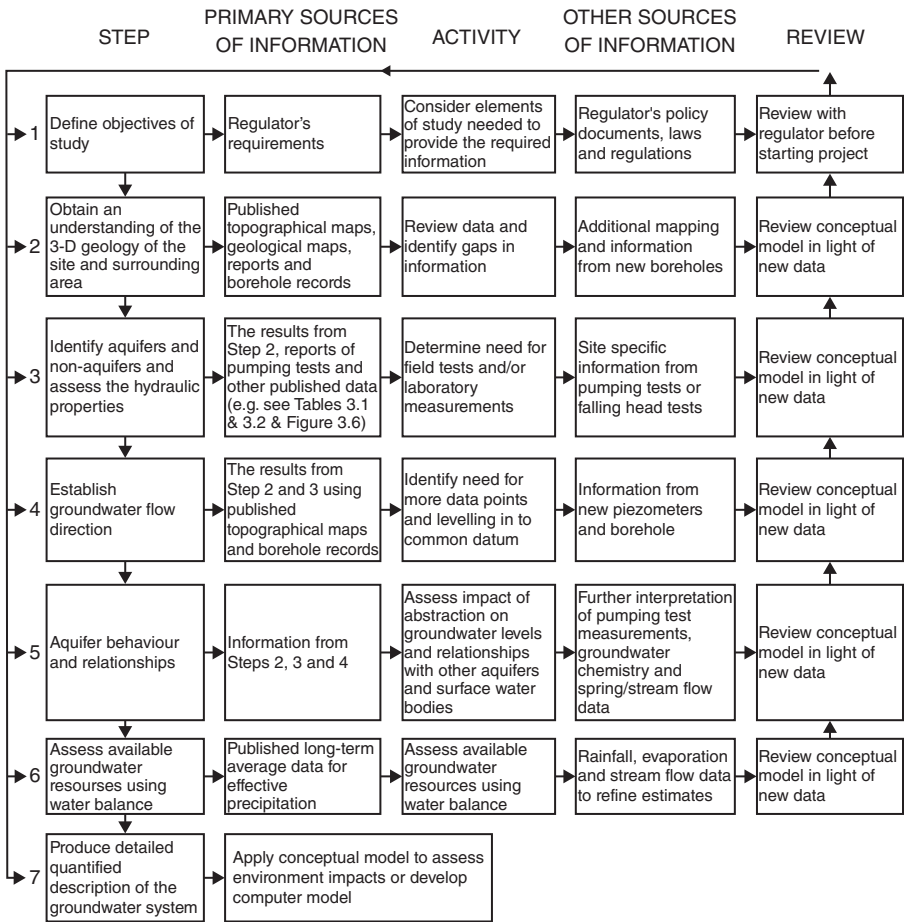 STEP
PRIMARY SOURCES
OF INFORMATION
ACTIVITY
OTHER SOURCES
OF INFORMATION
REVIEW
1
Define objectives of
study
Regulator's
requirements
Consider elements
of study needed to
provide the required
information
Regulator's policy
documents, laws
and regulations
Review with
regulator before
starting project
2
Obtain an
understanding of the
3-D geology of the
site and surrounding
area
Published
topographical maps,
geological maps,
reports and
borehole records
Review data and
identify gaps in
information
Additional mapping
and information
from new boreholes
Review conceptual
model in light of
new data
3
Identify aquifers and
non-aquifers and
assess the hydraulic
properties
The results from
Step 2, reports of
pumping tests and
other published data
(e.g. see Tables 3.1
& 3.2 & Figure 3.6)
Determine need for
field tests and/or
laboratory
measurements
Site specific
information from
pumping tests or
falling head tests
Review conceptual
model in light of
new data
4
Establish
groundwater flow
direction
The results from
Step 2 and 3 using
published
topographical maps
and borehole records
Identify need for
more data points
and levelling in to
common datum
Information from
new piezometers
and borehole
Review conceptual
model in light of
new data
5
Aquifer behaviour
and relationships
Information from
Steps 2, 3 and 4
Assess impact of
abstraction on
groundwater levels
and relationships
with other aquifers
and surface water
bodies
Further interpretation
of pumping test
measurements,
groundwater
chemistry and
spring/stream flow
data
Review conceptual
model in light of
new data
6
Assess available
groundwater
resourses using
water balance
Published long-term
average data for
effective
precipitation
Assess available
groundwater
resources using
water balance
Rainfall, evaporation
and stream flow data
to refine estimates
Review conceptual
model in light of
new data
7
Produce detailed
quantified
description of the
groundwater system
Apply conceptual model to assess
environment impacts or develop
computer model